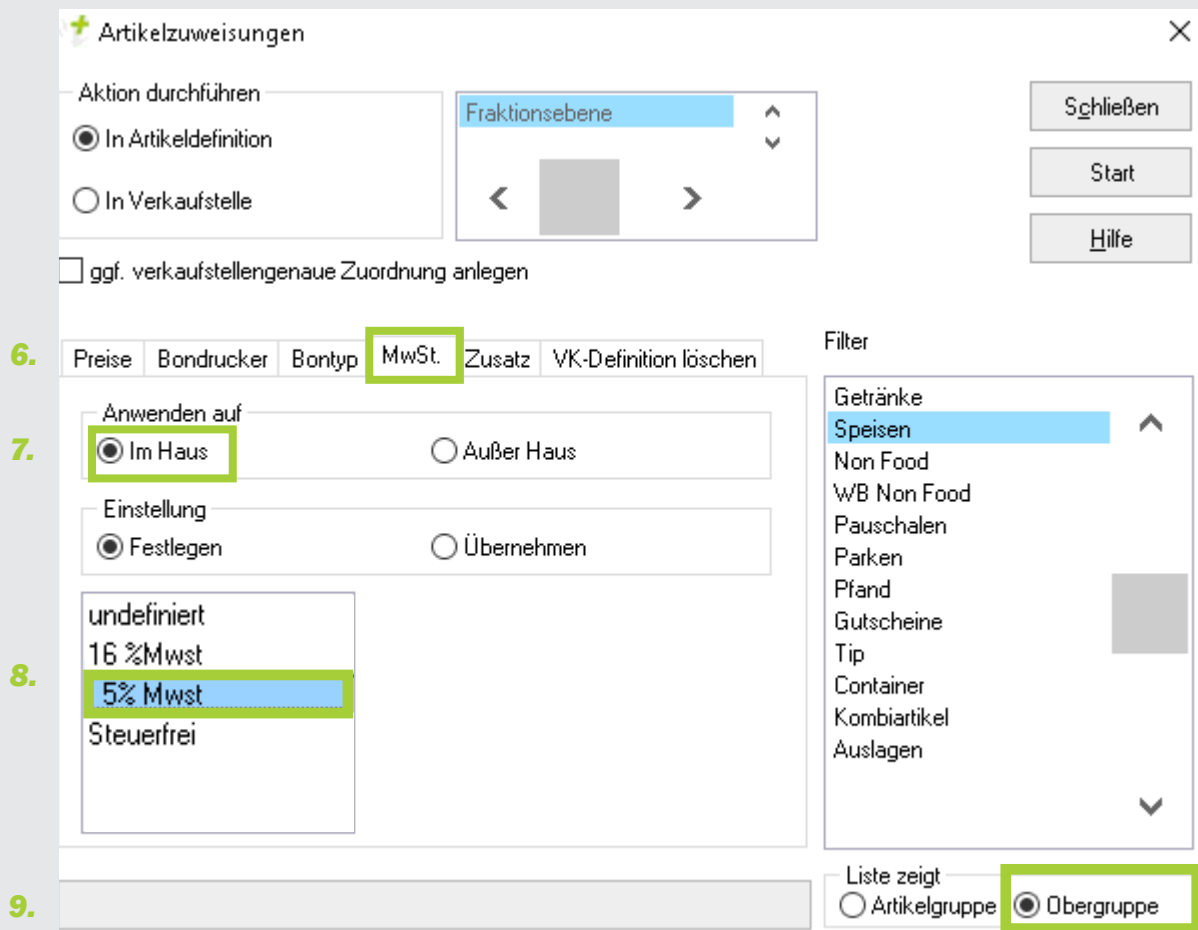 Artikelzuweisungen
Aktion durchführen
In Artikeldefinition
In Verkaufstelle
Fraktionsebene
Schließen
Start
Hilfe
ggf. verkaufstellengenaue Zuordnung anlegen
6.
Preise Bondrucker Bontyp MwSt. Zusatz VK-Definition löschen
7.
Anwenden auf
Im Haus Außer Haus
Einstellung
Festlegen Übernehmen
8.
undefiniert
16 %Mwst
5% Mwst
Steuerfrei
Filter
Getränke
Speisen
Non Food
WB Non Food
Pauschalen
Parken
Pfand
Gutscheine
Tip
Container
Kombiartikel
Auslagen
9.
Liste zeigt
Artikelgruppe Obergruppe